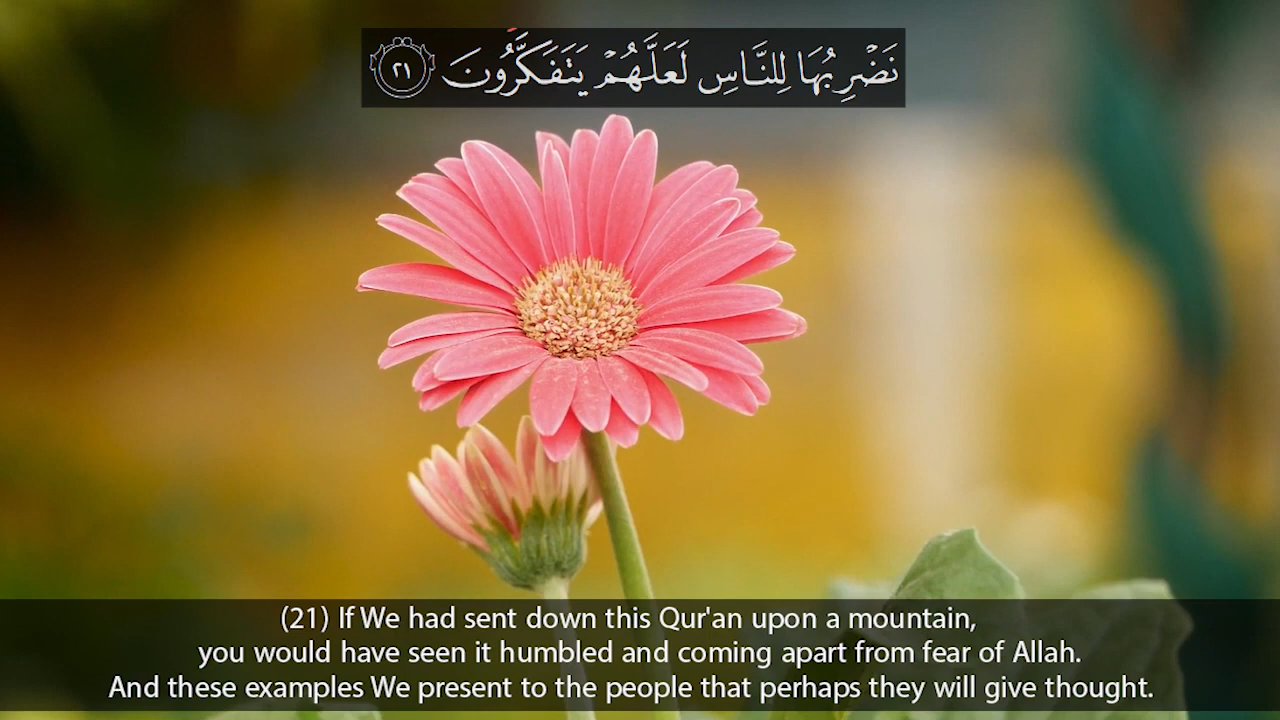 نَضْرِبُهَا لِلنَّاسِ لَعَلَّهُمْ يَتَفَكَّرُونَ ٢١
(21) If We had sent down this Qur'an upon a mountain,
you would have seen it humbled and coming apart from fear of Allah.
And these examples We present to the people that perhaps they will give thought.